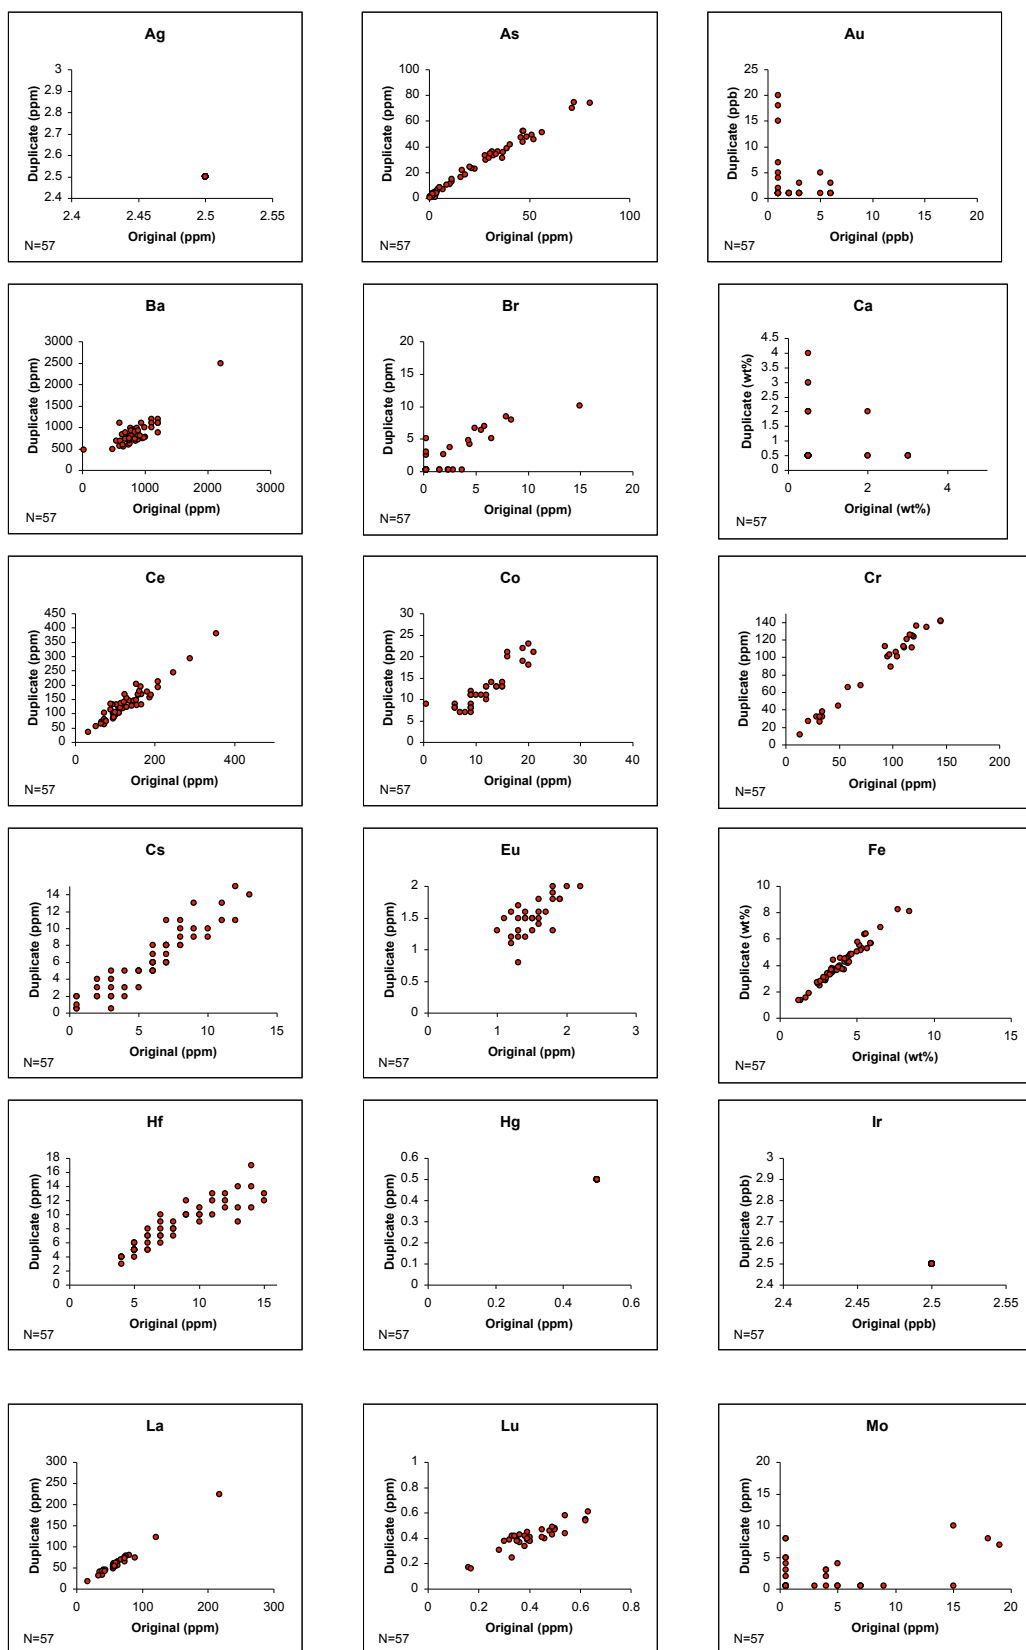 Ag
Duplicate (ppm)
3
2.9
2.8
2.7
2.6
2.5
2.4
2.4 2.45 2.5 2.55
Original (ppm)
N=57
As
Duplicate (ppm)
100
80
60
40
20
0
0 50 100
Original (ppm)
N=57
Au
Duplicate (ppb)
25
20
15
10
5
0
0 5 10 15 20
Original (ppb)
N=57
Ba
Duplicate (ppm)
3000
2500
2000
1500
1000
500
0
0 1000 2000 3000
Original (ppm)
N=57
Br
Duplicate (ppm)
20
15
10
5
0
0 5 10 15 20
Original (ppm)
N=57
Ca
Duplicate (wt%)
4.5
4
3.5
3
2.5
2
1.5
1
0.5
0
0 2 4
Original (wt%)
N=57
Ce
Duplicate (ppm)
450
400
350
300
250
200
150
100
50
0
0 200 400
Original (ppm)
N=57
Co
Duplicate (ppm)
30
25
20
15
10
5
0
0 10 20 30 40
Original (ppm)
N=57
Cr
Duplicate (ppm)
140
120
100
80
60
40
20
0
0 50 100 150 200
Original (ppm)
N=57
Cs
Duplicate (ppm)
14
12
10
8
6
4
2
0
0 5 10 15
Original (ppm)
N=57
Eu
Duplicate (ppm)
2
1.5
1
0.5
0
0 1 2 3
Original (ppm)
N=57
Fe
Duplicate (wt%)
10
8
6
4
2
0
0 5 10 15
Original (wt%)
N=57
Hf
Duplicate (ppm)
18
16
14
12
10
8
6
4
2
0
0 5 10 15
Original (ppm)
N=57
Hg
Duplicate (ppm)
0.6
0.5
0.4
0.3
0.2
0.1
0
0 0.2 0.4 0.6
Original (ppm)
N=57
Ir
Duplicate (ppb)
3
2.9
2.8
2.7
2.6
2.5
2.4
2.4 2.45 2.5 2.55
Original (ppb)
N=57
La
Duplicate (ppm)
300
250
200
150
100
50
0
0 100 200 300
Original (ppm)
N=57
Lu
Duplicate (ppm)
1
0.8
0.6
0.4
0.2
0
0 0.2 0.4 0.6 0.8
Original (ppm)
N=57
Mo
Duplicate (ppm)
20
15
10
5
0
0 5 10 15 20
Original (ppm)
N=57